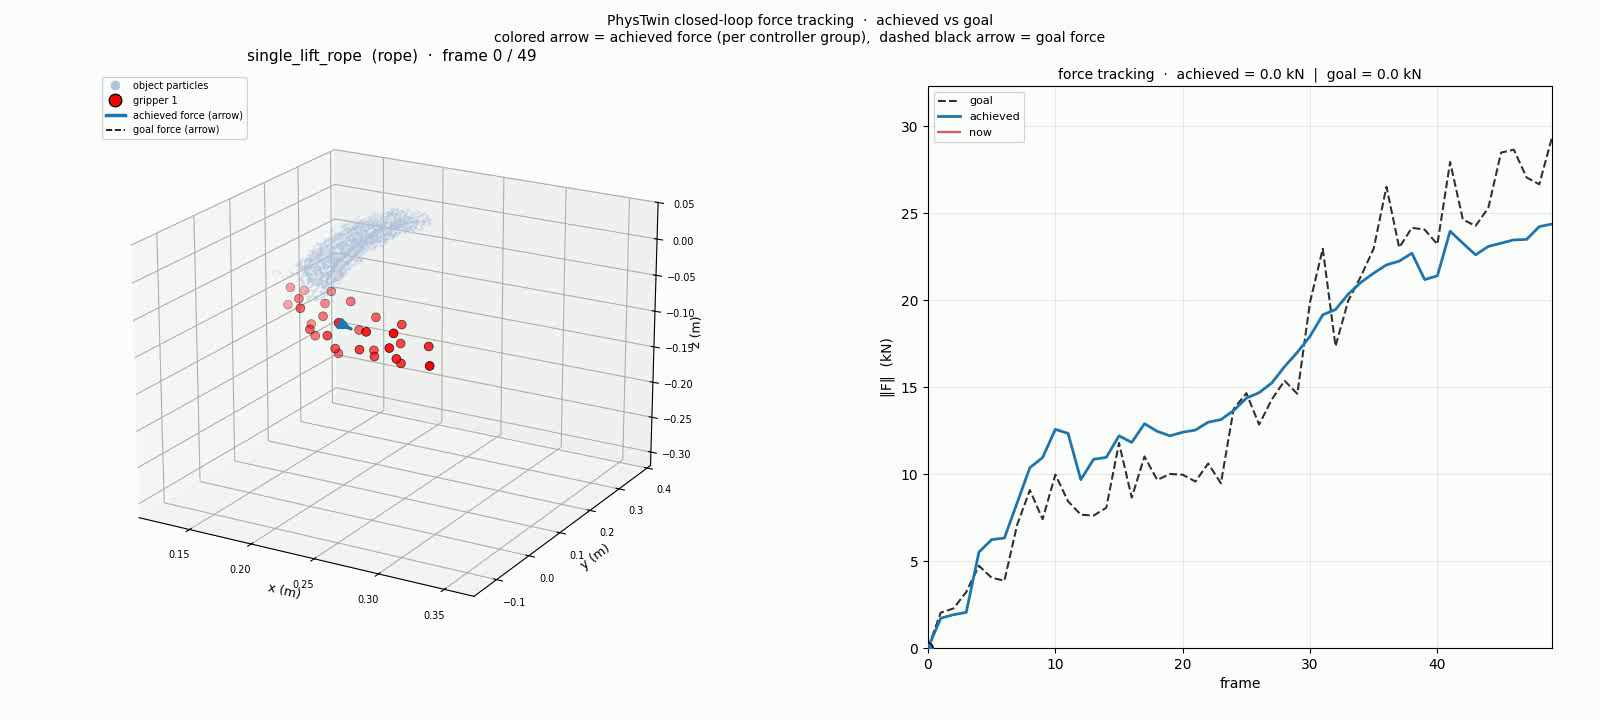 PhysTwin closed-loop force tracking · achieved vs goal
colored arrow = achieved force (per controller group), dashed black arrow = goal force
single_lift_rope (rope) · frame 0 / 49
object particles
gripper 1
achieved force (arrow)
goal force (arrow)
0.05
0.00
−0.05
−0.10
−0.15
−0.20
−0.25
−0.30
z (m)
0.4
0.3
0.2
0.1
0.0
−0.1
y (m)
0.15
0.20
0.25
0.30
0.35
x (m)
force tracking · achieved = 0.0 kN | goal = 0.0 kN
goal
achieved
now
30
25
20
15
10
5
0
‖F‖ (kN)
0
10
20
30
40
frame